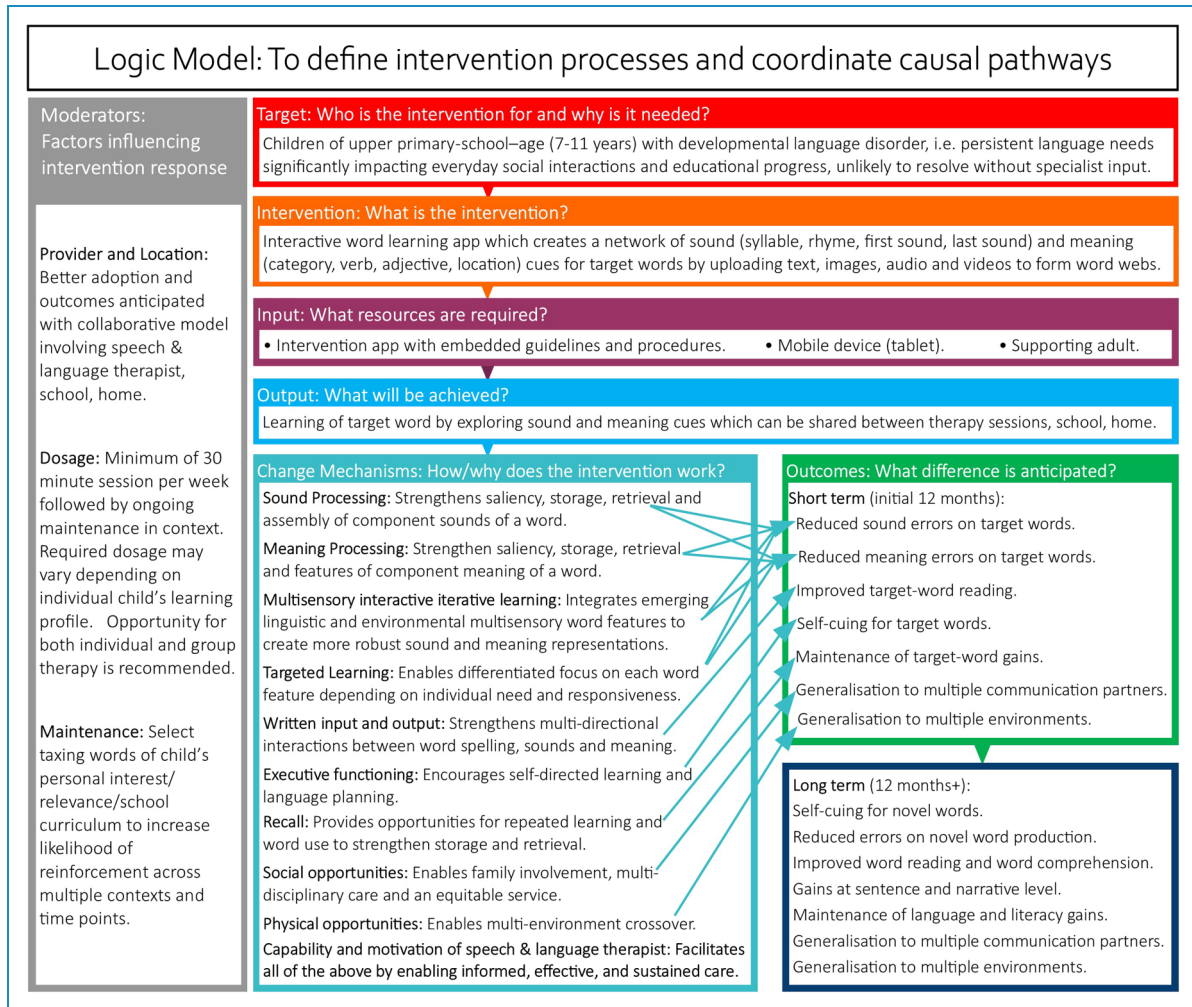 Logic Model: To define intervention processes and coordinate causal pathways
Moderators:
Factors influencing
intervention response
Provider and Location:
Better adoption and
outcomes anticipated
with collaborative model
involving speech &
language therapist,
school, home.
Dosage: Minimum of 30
minute session per week
followed by ongoing
maintenance in context.
Required dosage may
vary depending on
individual child’s learning
profile. Opportunity for
both individual and group
therapy is recommended.
Maintenance: Select
taxing words of child’s
personal interest/
relevance/school
curriculum to increase
likelihood of
reinforcement across
multiple contexts and
time points.
Target: Who is the intervention for and why is it needed?
Children of upper primary-school–age (7-11 years) with developmental language disorder, i.e. persistent language needs
significantly impacting everyday social interactions and educational progress, unlikely to resolve without specialist input.
Intervention: What is the intervention?
Interactive word learning app which creates a network of sound (syllable, rhyme, first sound, last sound) and meaning
(category, verb, adjective, location) cues for target words by uploading text, images, audio and videos to form word webs.
Input: What resources are required?
• Intervention app with embedded guidelines and procedures. • Mobile device (tablet). • Supporting adult.
Output: What will be achieved?
Learning of target word by exploring sound and meaning cues which can be shared between therapy sessions, school, home.
Change Mechanisms: How/why does the intervention work?
Sound Processing: Strengthens saliency, storage, retrieval and
assembly of component sounds of a word.
Meaning Processing: Strengthen saliency, storage, retrieval
and features of component meaning of a word.
Multisensory interactive iterative learning: Integrates emerging
linguistic and environmental multisensory word features to
create more robust sound and meaning representations.
Targeted Learning: Enables differentiated focus on each word
feature depending on individual need and responsiveness.
Written input and output: Strengthens multi-directional
interactions between word spelling, sounds and meaning.
Executive functioning: Encourages self-directed learning and
language planning.
Recall: Provides opportunities for repeated learning and
word use to strengthen storage and retrieval.
Social opportunities: Enables family involvement, multi-
disciplinary care and an equitable service.
Physical opportunities: Enables multi-environment crossover.
Capability and motivation of speech & language therapist: Facilitates
all of the above by enabling informed, effective, and sustained care.
Outcomes: What difference is anticipated?
Short term (initial 12 months):
Reduced sound errors on target words.
Reduced meaning errors on target words.
Improved target-word reading.
Self-cuing for target words.
Maintenance of target-word gains.
Generalisation to multiple communication partners.
Generalisation to multiple environments.
Long term (12 months+):
Self-cuing for novel words.
Reduced errors on novel word production.
Improved word reading and word comprehension.
Gains at sentence and narrative level.
Maintenance of language and literacy gains.
Generalisation to multiple communication partners.
Generalisation to multiple environments.